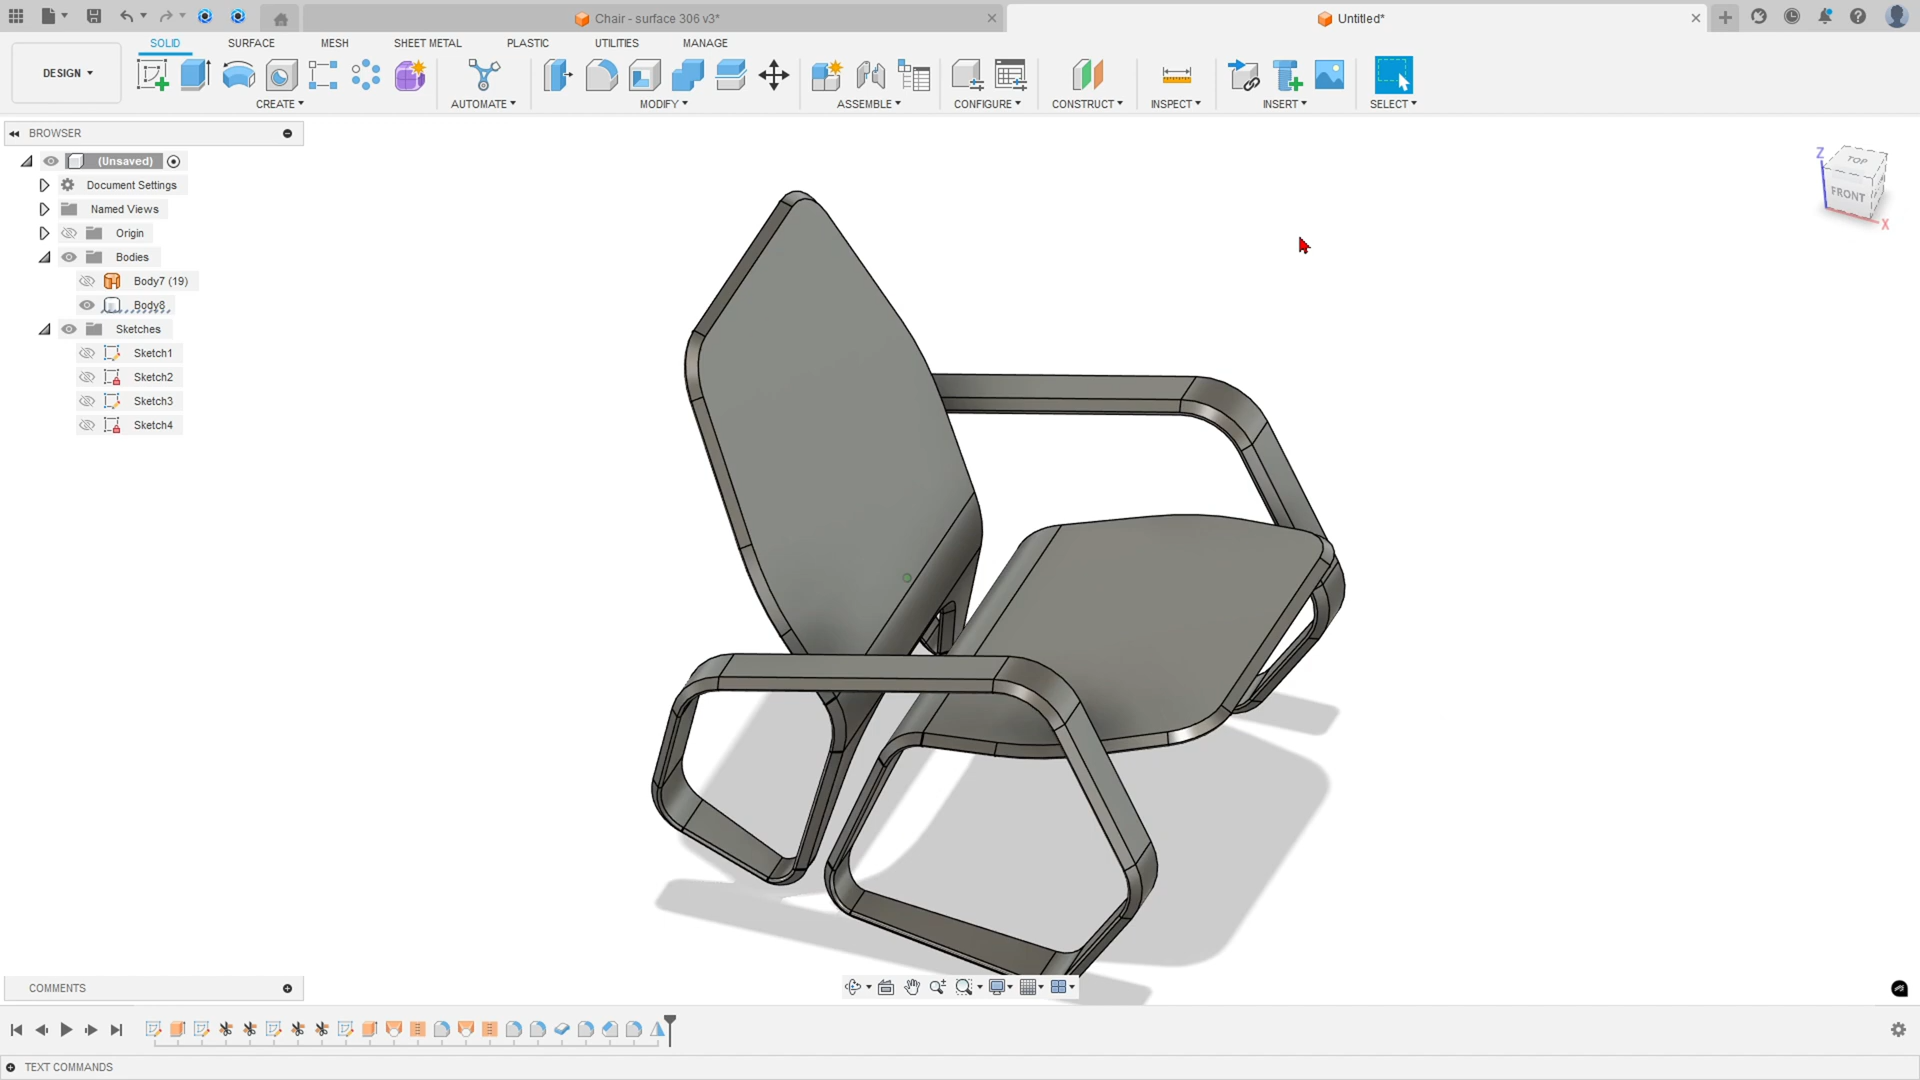 Chair - surface 306 v3*
Untitled*
DESIGN
SOLID
SURFACE
MESH
SHEET METAL
PLASTIC
UTILITIES
MANAGE
CREATE
AUTOMATE
MODIFY
ASSEMBLE
CONFIGURE
CONSTRUCT
INSPECT
INSERT
SELECT
BROWSER
(Unsaved)
Document Settings
Named Views
Origin
Bodies
Body7 (19)
Body8
Sketches
Sketch1
Sketch2
Sketch3
Sketch4
Z
TOP
FRONT
X
COMMENTS
TEXT COMMANDS